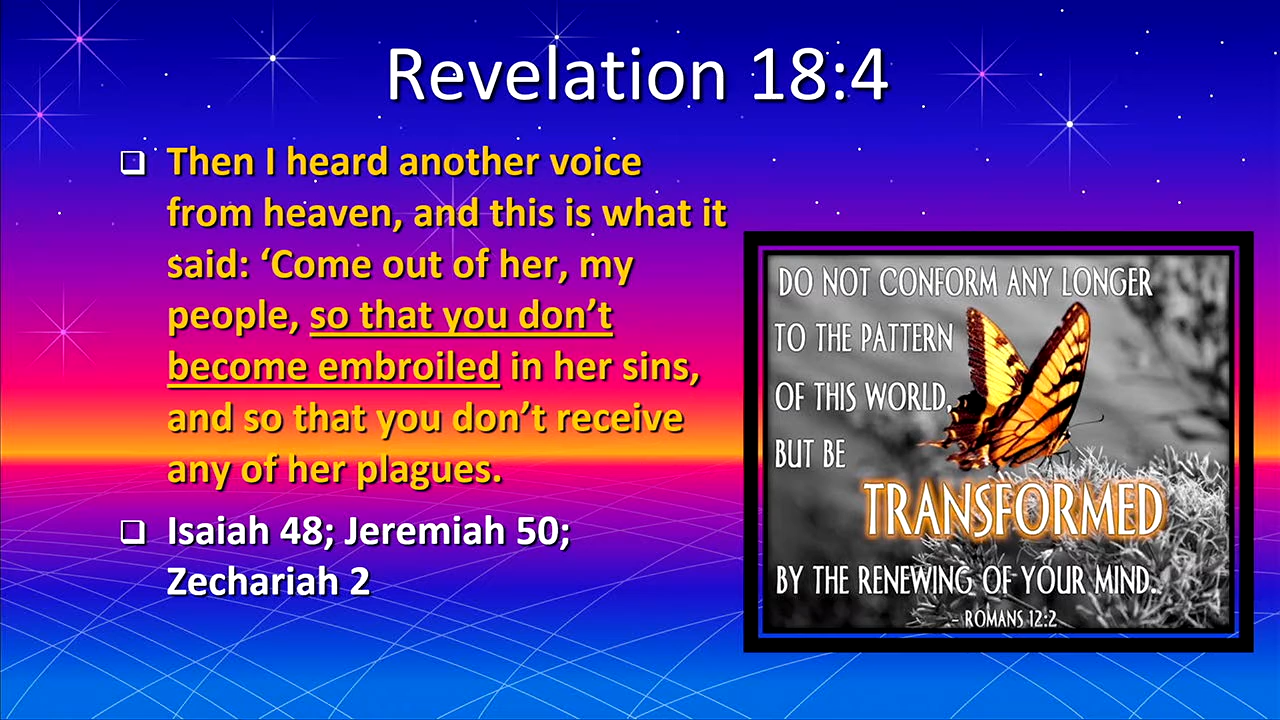 Revelation 18:4
Then I heard another voice
from heaven, and this is what it
said: ‘Come out of her, my
people, so that you don’t
become embroiled in her sins,
and so that you don’t receive
any of her plagues.
Isaiah 48; Jeremiah 50;
Zechariah 2
DO NOT CONFORM ANY LONGER
TO THE PATTERN
OF THIS WORLD,
BUT BE
TRANSFORMED
BY THE RENEWING OF YOUR MIND.
- ROMANS 12:2